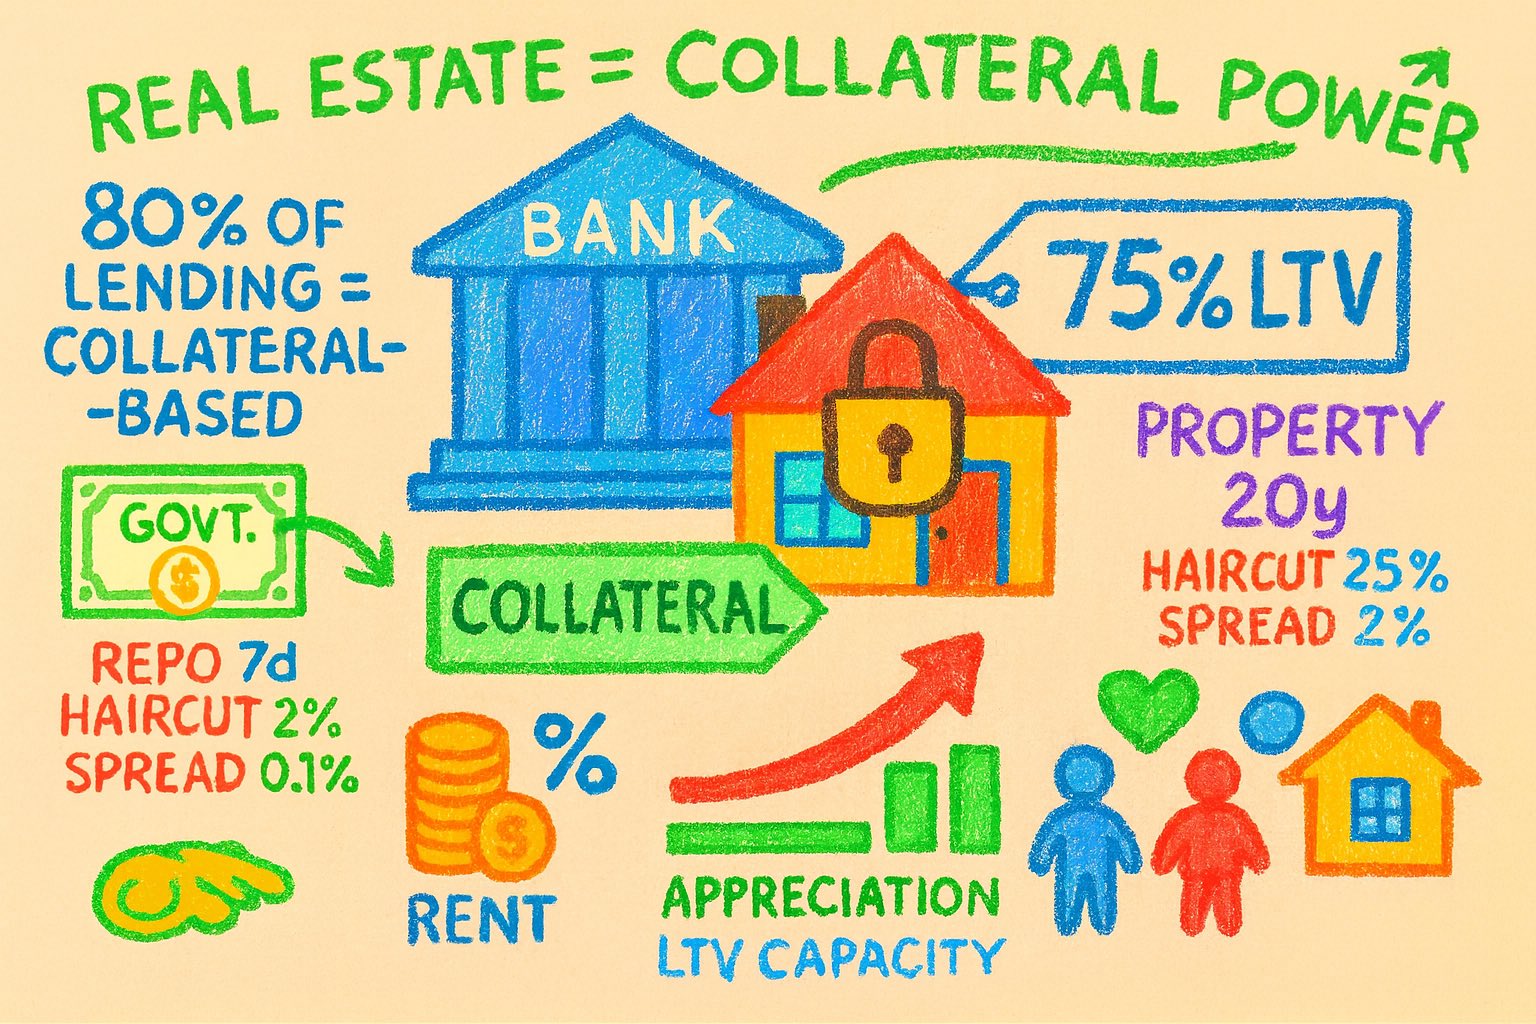 REAL ESTATE = COLLATERAL POWER
80% OF
LENDING =
COLLATERAL-
-BASED
BANK
75% LTV
GOVT.
$
COLLATERAL
PROPERTY
20y
HAIRCUT 25%
SPREAD 2%
REPO 7d
HAIRCUT 2%
SPREAD 0.1%
%
$
RENT
APPRECIATION
LTV CAPACITY